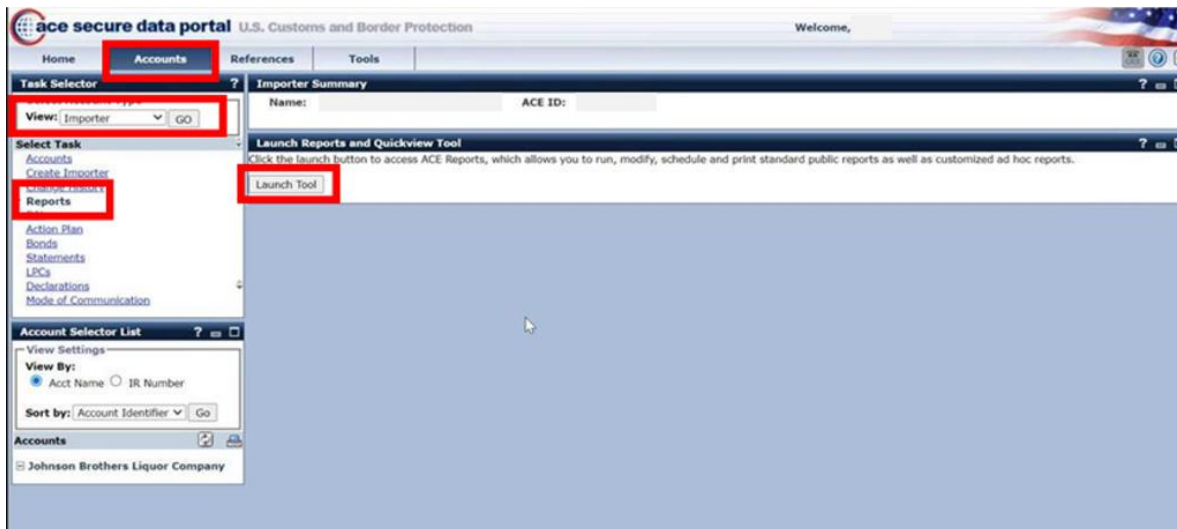 ace secure data portal U.S. Customs and Border Protection
Welcome,
Home Accounts References Tools
Task Selector ?
View: Importer GO
Select Task
Accounts
Create Importer
Change History
Reports
Action Plan
Bonds
Statements
LPCs
Declarations
Mode of Communication
Account Selector List ?
View Settings
View By:
Acct Name IR Number
Sort by: Account Identifier Go
Accounts
Johnson Brothers Liquor Company
Importer Summary ?
Name: ACE ID:
Launch Reports and Quickview Tool ?
Click the launch button to access ACE Reports, which allows you to run, modify, schedule and print standard public reports as well as customized ad hoc reports.
Launch Tool